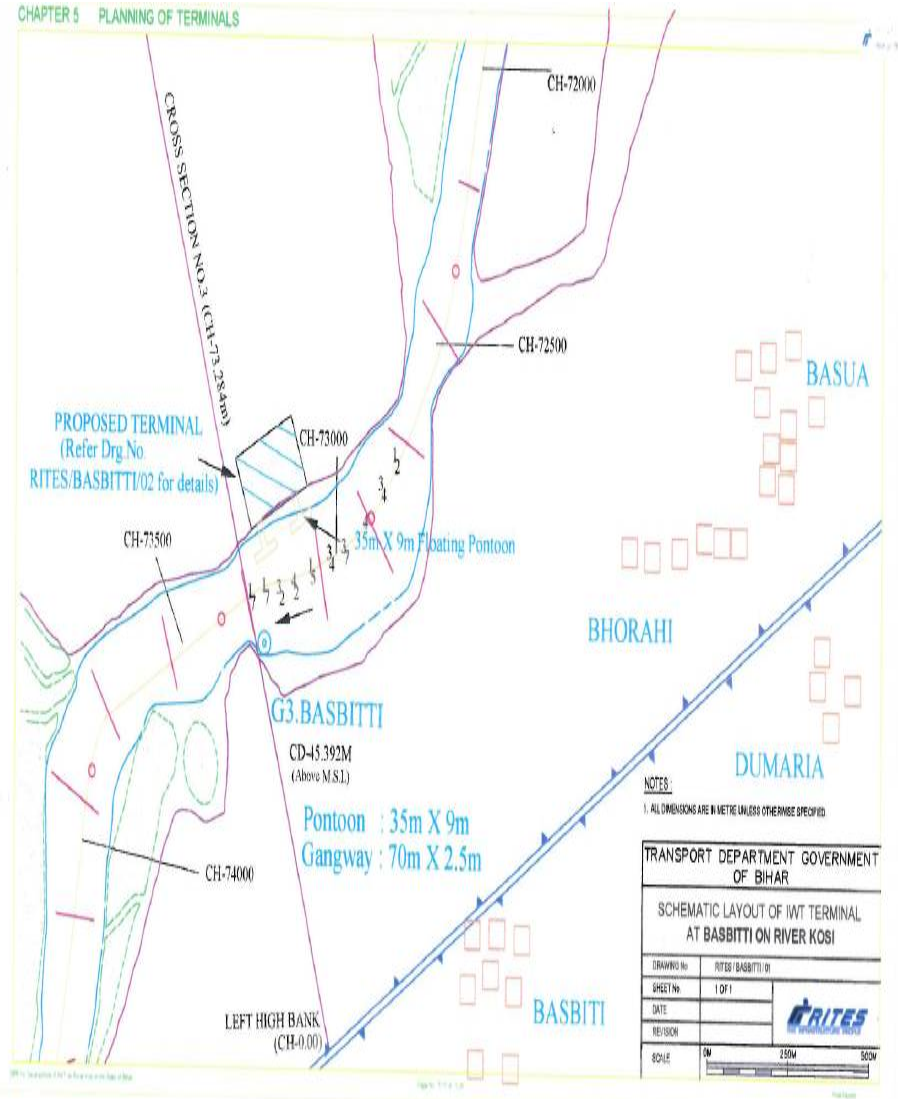 CHAPTER 5 PLANNING OF TERMINALS
CH-72000
CROSS SECTION NO.3 (CH-73.284m)
CH-72500
BASUA
PROPOSED TERMINAL
(Refer Drg.No.
RITES/BASBITTI/02 for details)
CH-73000
35m X 9m Floating Pontoon
CH-73500
BHORAHI
G3.BASBITTI
CD-45.392M
(Above M.S.L)
DUMARIA
Pontoon : 35m X 9m
Gangway : 70m X 2.5m
NOTES :
1. ALL DIMENSIONS ARE IN METRE UNLESS OTHERWISE SPECIFIED.
CH-74000
TRANSPORT DEPARTMENT GOVERNMENT
OF BIHAR
SCHEMATIC LAYOUT OF IWT TERMINAL
AT BASBITTI ON RIVER KOSI
DRAWING No RITES / BASBITTI / 01
SHEET No. 1 OF 1
DATE
REVISION
RITES
SCALE 0M 250M 500M
BASBITI
LEFT HIGH BANK
(CH-0.00)